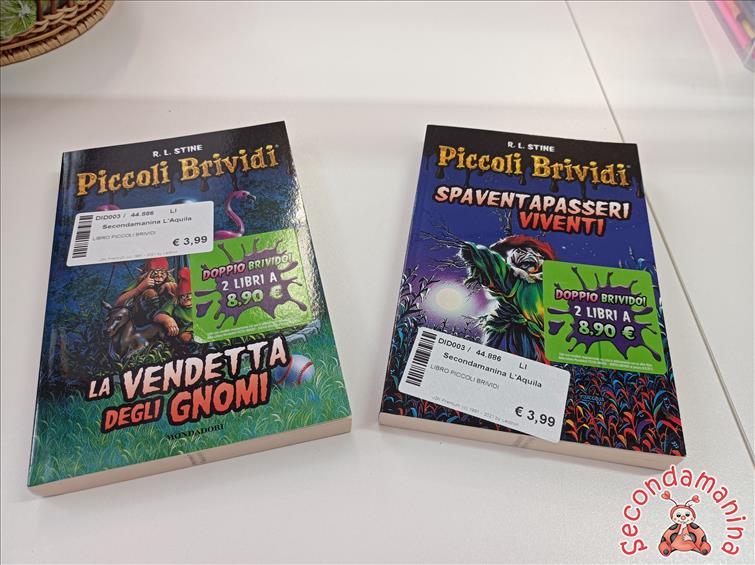 R. L. STINE
Piccoli Brividi
DID003 / 44.886 LI
Secondamanina L'Aquila
LIBRO PICCOLI BRIVIDI
€ 3,99
DOPPIO BRIVIDO!
2 LIBRI A
8,90 €
LA VENDETTA
DEGLI GNOMI
MONDADORI
R. L. STINE
Piccoli Brividi
SPAVENTAPASSERI
VIVENTI
DOPPIO BRIVIDO!
2 LIBRI A
8,90 €
DID003 / 44.886 LI
Secondamanina L'Aquila
LIBRO PICCOLI BRIVIDI
€ 3,99
Secondamanina